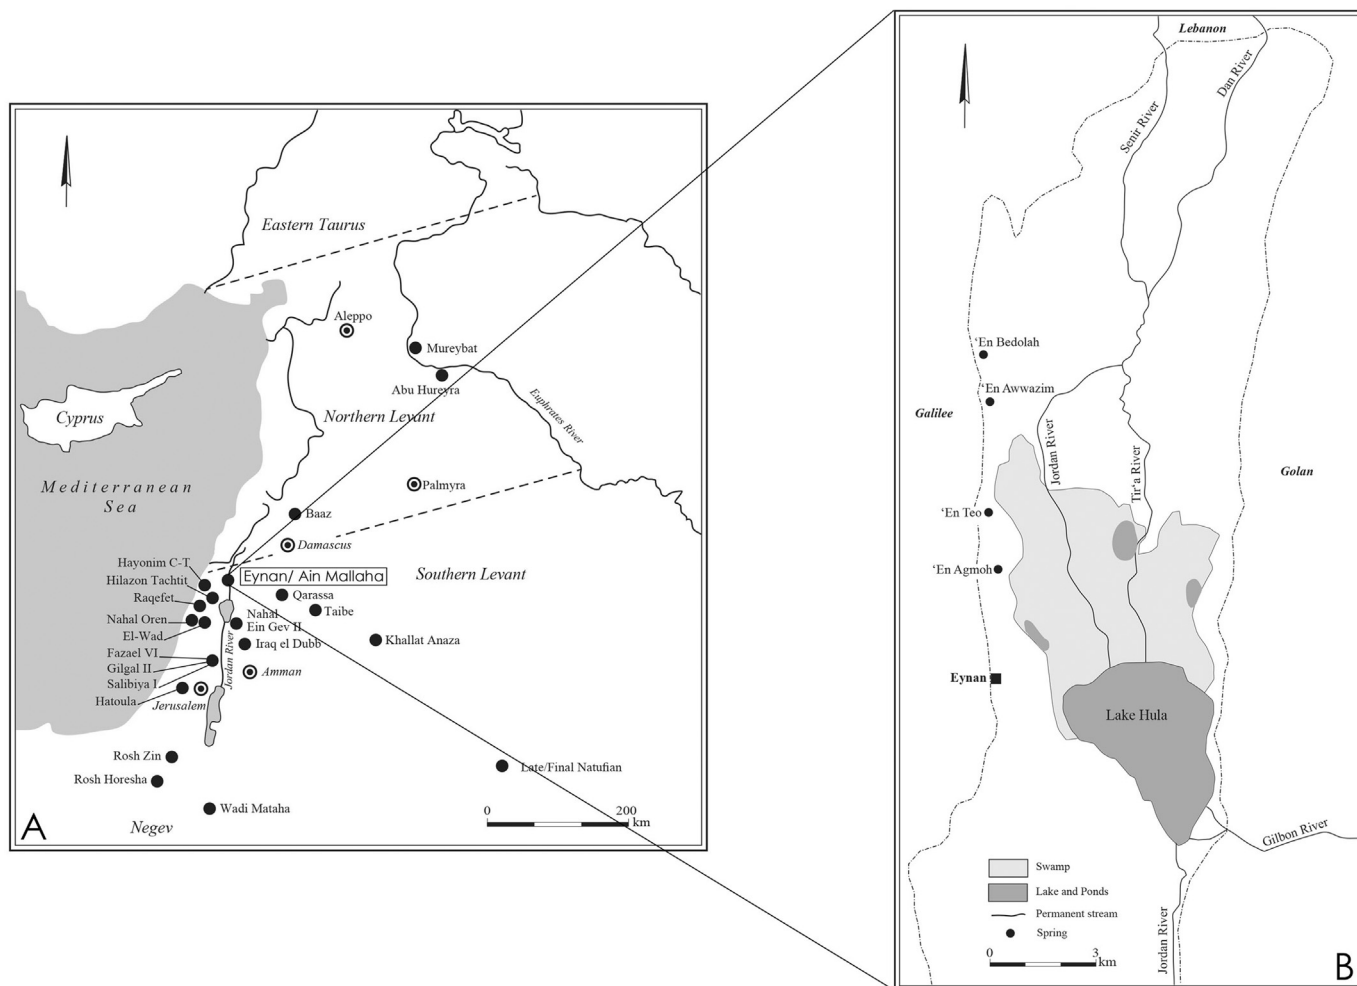 Eastern Taurus
Aleppo
Mureybat
Abu Hureyra
Cyprus
Northern Levant
Euphrates River
Mediterranean
Sea
Palmyra
Baaz
Damascus
Hayonim C-T
Eynan/ Ain Mallaha
Southern Levant
Hilazon Tachtit
Raqefet
Qarassa
Taibe
Nahal Oren
Nahal
Ein Gev II
El-Wad
Iraq el Dubb
Khallat Anaza
Fazael VI
Gilgal II
Jordan River
Amman
Salibiya I
Hatoula
Jerusalem
Rosh Zin
Rosh Horesha
Late/Final Natufian
Wadi Mataha
Negev
0 200
km
A
Lebanon
Senir River
Dan River
‘En Bedolah
‘En Awwazim
Galilee
Jordan River
Tir'a River
Golan
‘En Teo
‘En Agmoh
Eynan
Lake Hula
Gilbon River
Swamp
Lake and Ponds
Permanent stream
Spring
0 3
km
Jordan River
B